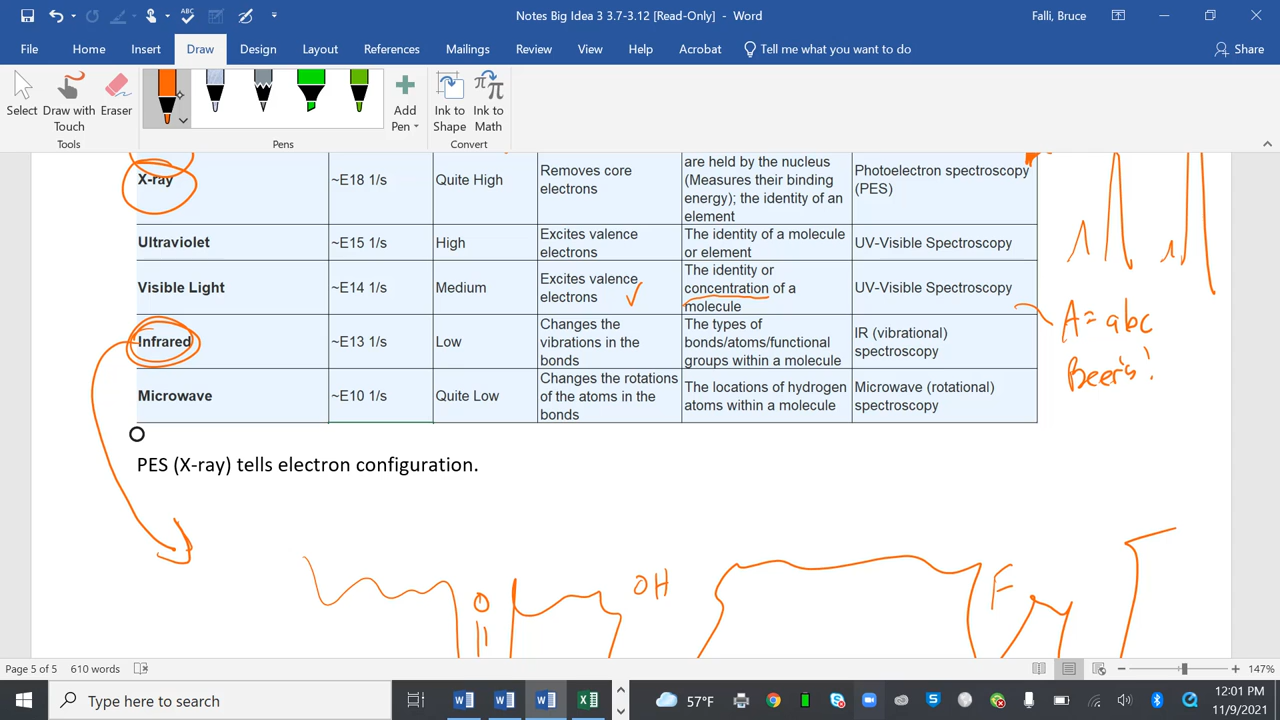 ABC
Notes Big Idea 3 3.7-3.12 [Read-Only] - Word
Falli, Bruce
File Home Insert Draw Design Layout References Mailings Review View Help Acrobat Tell me what you want to do Share
Select
Draw with
Touch
Eraser
Add
Pen
Ink to
Shape
Ink to
Math
Tools
Pens
Convert
X-ray
~E18 1/s
Quite High
Removes core
electrons
are held by the nucleus
(Measures their binding
energy); the identity of an
element
Photoelectron spectroscopy
(PES)
Ultraviolet
~E15 1/s
High
Excites valence
electrons
The identity of a molecule
or element
UV-Visible Spectroscopy
Visible Light
~E14 1/s
Medium
Excites valence
electrons
The identity or
concentration of a
molecule
UV-Visible Spectroscopy
Infrared
~E13 1/s
Low
Changes the
vibrations in the
bonds
The types of
bonds/atoms/functional
groups within a molecule
IR (vibrational)
spectroscopy
Microwave
~E10 1/s
Quite Low
Changes the rotations
of the atoms in the
bonds
The locations of hydrogen
atoms within a molecule
Microwave (rotational)
spectroscopy
A = abc
Beer's!
PES (X-ray) tells electron configuration.
O
OH
F
Page 5 of 5 610 words
147%
Type here to search
57°F
12:01 PM
11/9/2021